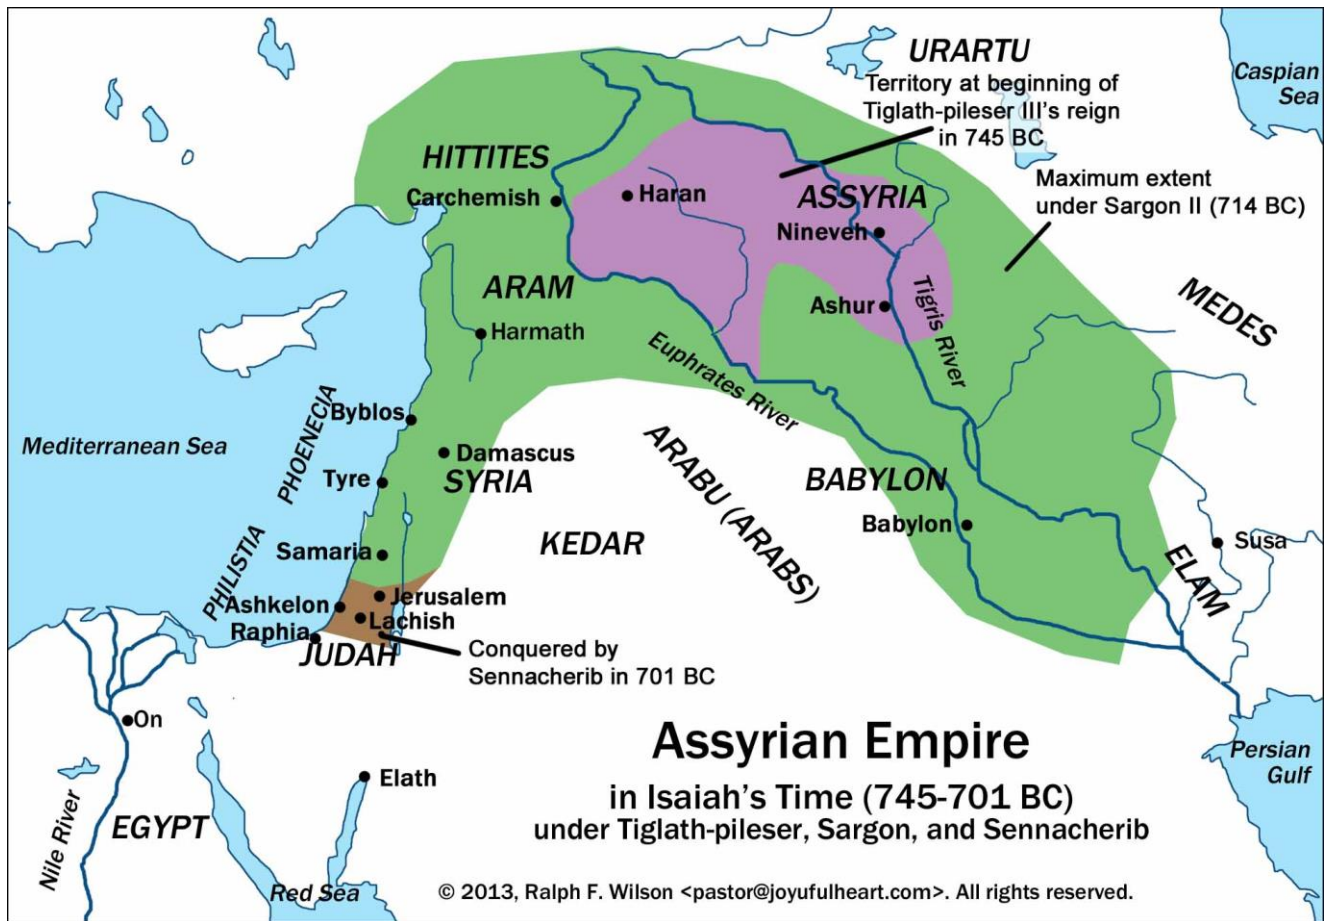 URARTU
Territory at beginning of
Tiglath-pileser III's reign
in 745 BC
Caspian
Sea
HITTITES
Carchemish
Haran
ASSYRIA
Nineveh
Maximum extent
under Sargon II (714 BC)
ARAM
Harmath
Ashur
Tigris River
MEDES
Euphrates River
Byblos
Mediterranean Sea
PHOENECIA
Damascus
Tyre
SYRIA
ARABU (ARABS)
BABYLON
Babylon
KEDAR
Samaria
PHILISTIA
Susa
ELAM
Ashkelon
Jerusalem
Lachish
Raphia
JUDAH
Conquered by
Sennacherib in 701 BC
On
Elath
EGYPT
Nile River
Red Sea
Persian
Gulf
Assyrian Empire
in Isaiah's Time (745-701 BC)
under Tiglath-pileser, Sargon, and Sennacherib
© 2013, Ralph F. Wilson <pastor@joyufulheart.com>. All rights reserved.